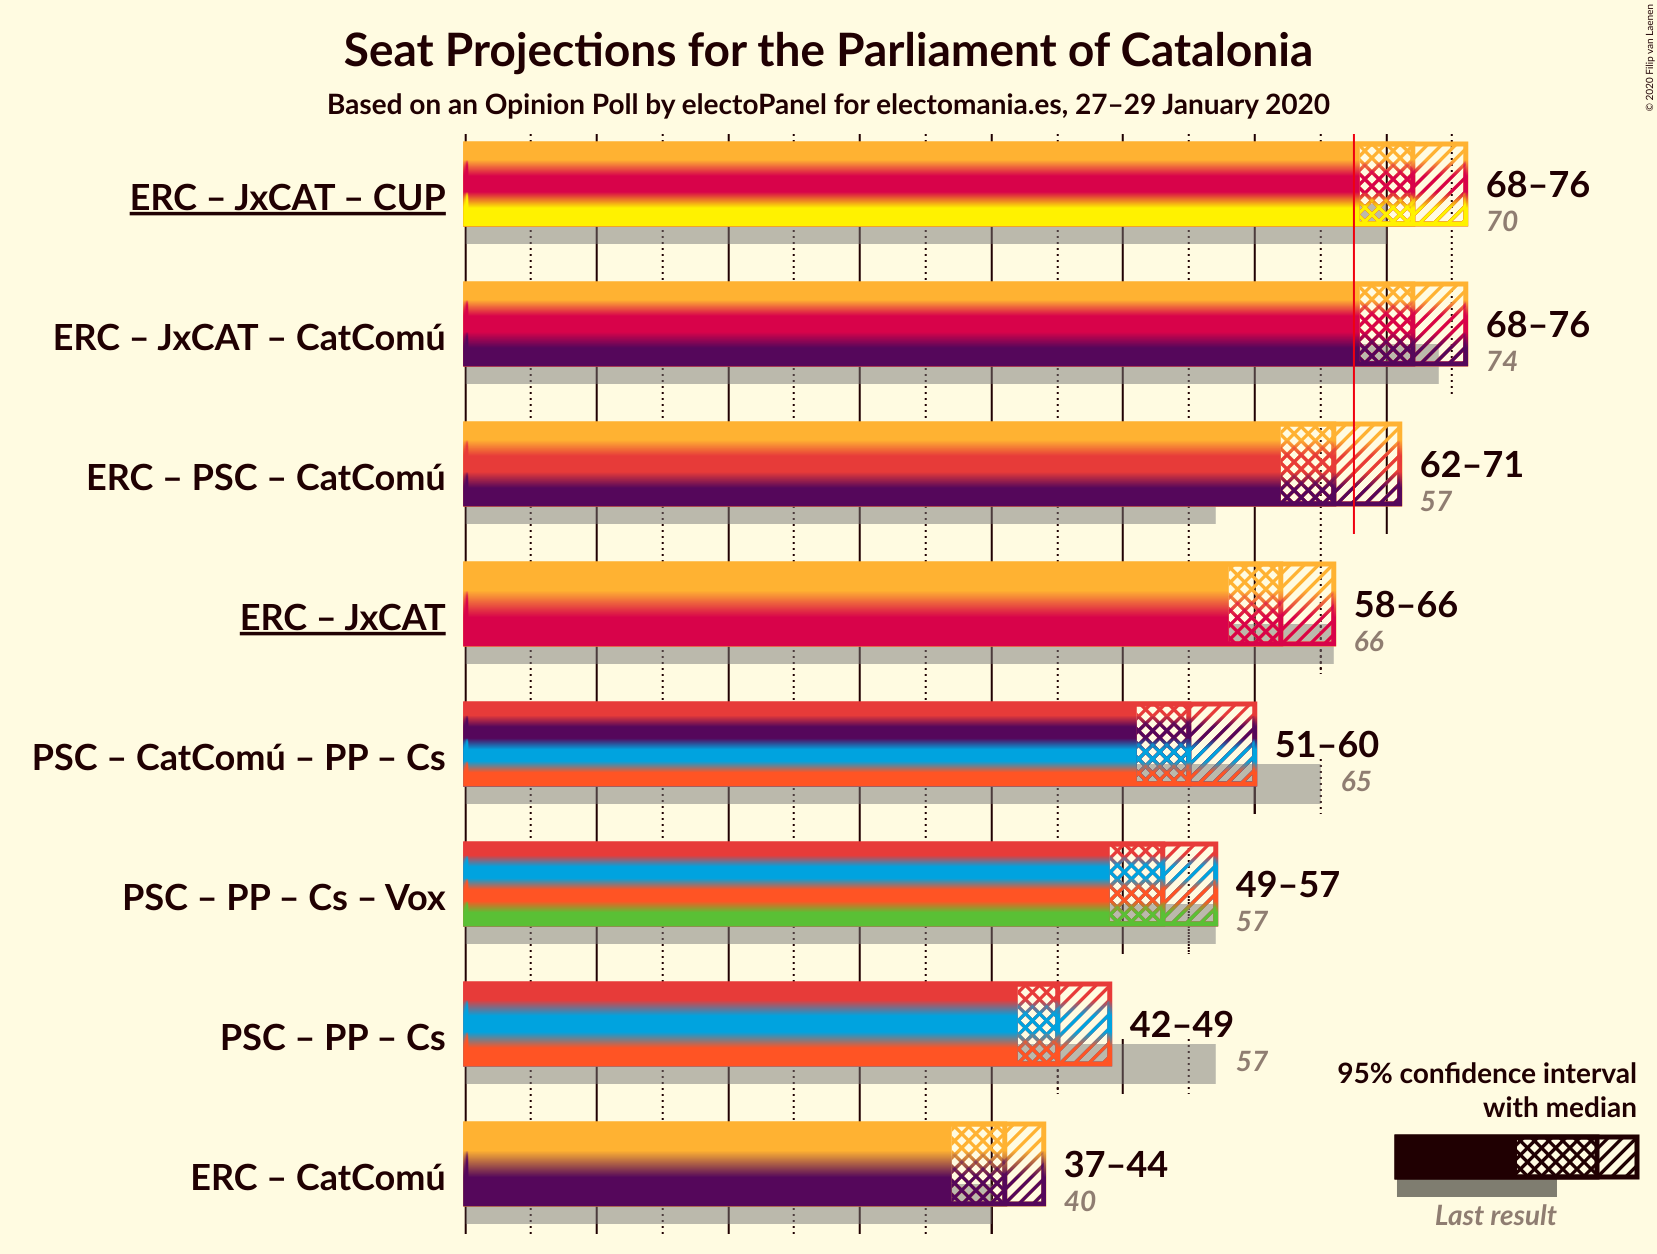 Seat Projections for the Parliament of Catalonia
Based on an Opinion Poll by electoPanel for electomania.es, 27–29 January 2020
© 2020 Filip van Laenen
ERC – JxCAT – CUP
68–76
70
ERC – JxCAT – CatComú
68–76
74
ERC – PSC – CatComú
62–71
57
ERC – JxCAT
58–66
66
PSC – CatComú – PP – Cs
51–60
65
PSC – PP – Cs – Vox
49–57
57
PSC – PP – Cs
42–49
57
ERC – CatComú
37–44
40
95% confidence interval
with median
Last result